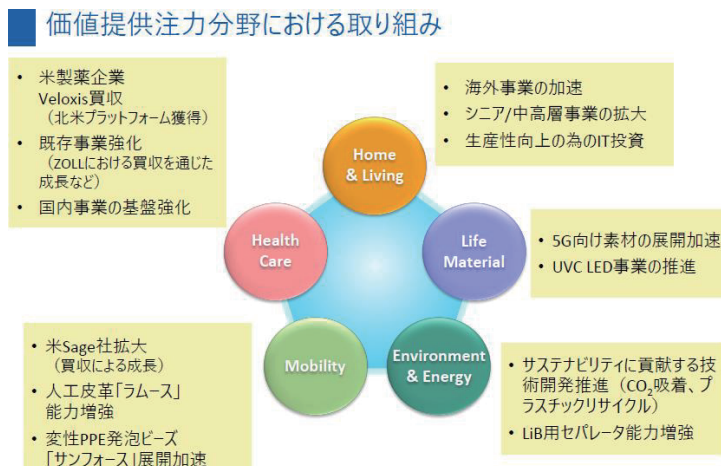 価値提供注力分野における取り組み
• 米製薬企業
Veloxis買収
（北米プラットフォーム獲得）
• 既存事業強化
（ZOLLにおける買収を通じた
成長など）
• 国内事業の基盤強化
• 海外事業の加速
• シニア/中高層事業の拡大
• 生産性向上の為のIT投資
Home
& Living
Health
Care
Life
Material
• 5G向け素材の展開加速
• UVC LED事業の推進
Mobility
Environment
& Energy
• 米Sage社拡大
（買収による成長）
• 人工皮革「ラムース」
能力増強
• 変性PPE発泡ビーズ
「サンフォース」展開加速
• サステナビリティに貢献する技
術開発推進（CO₂吸着、プ
ラスチックリサイクル）
• LiB用セパレータ能力増強